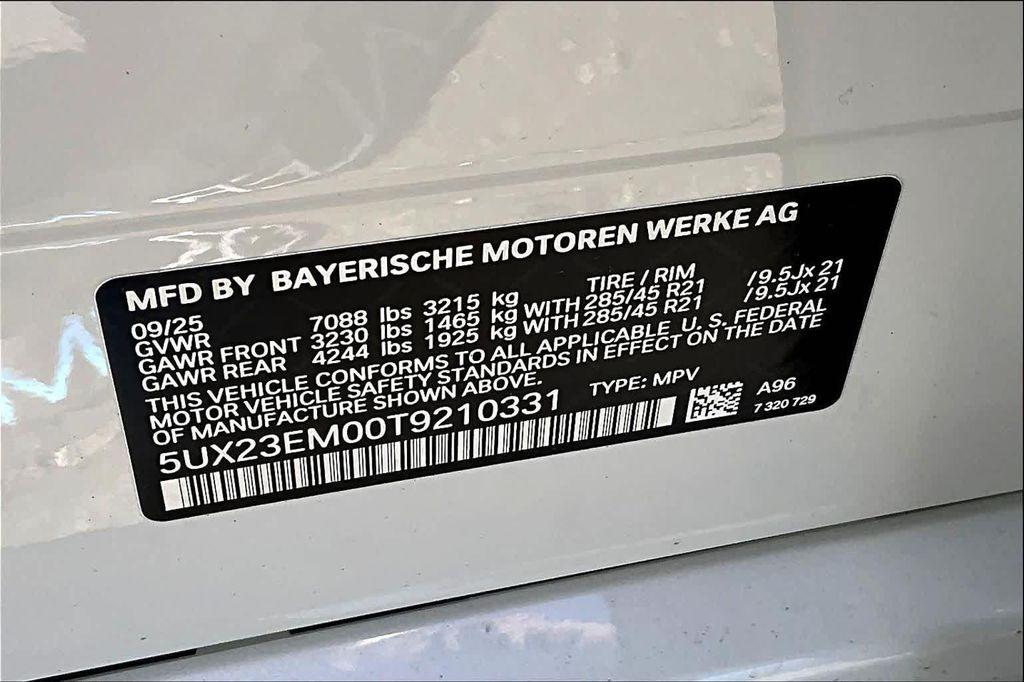 MFD BY BAYERISCHE MOTOREN WERKE AG
09/25 TIRE / RIM
GVWR 7088 lbs 3215 kg
GAWR FRONT 3230 lbs 1465 kg WITH 285/45 R21 /9.5Jx 21
GAWR REAR 4244 lbs 1925 kg WITH 285/45 R21 /9.5Jx 21
THIS VEHICLE CONFORMS TO ALL APPLICABLE U. S. FEDERAL
MOTOR VEHICLE SAFETY STANDARDS IN EFFECT ON THE DATE
OF MANUFACTURE SHOWN ABOVE.
TYPE: MPV
5UX23EM00T9210331
A96
7 320 729